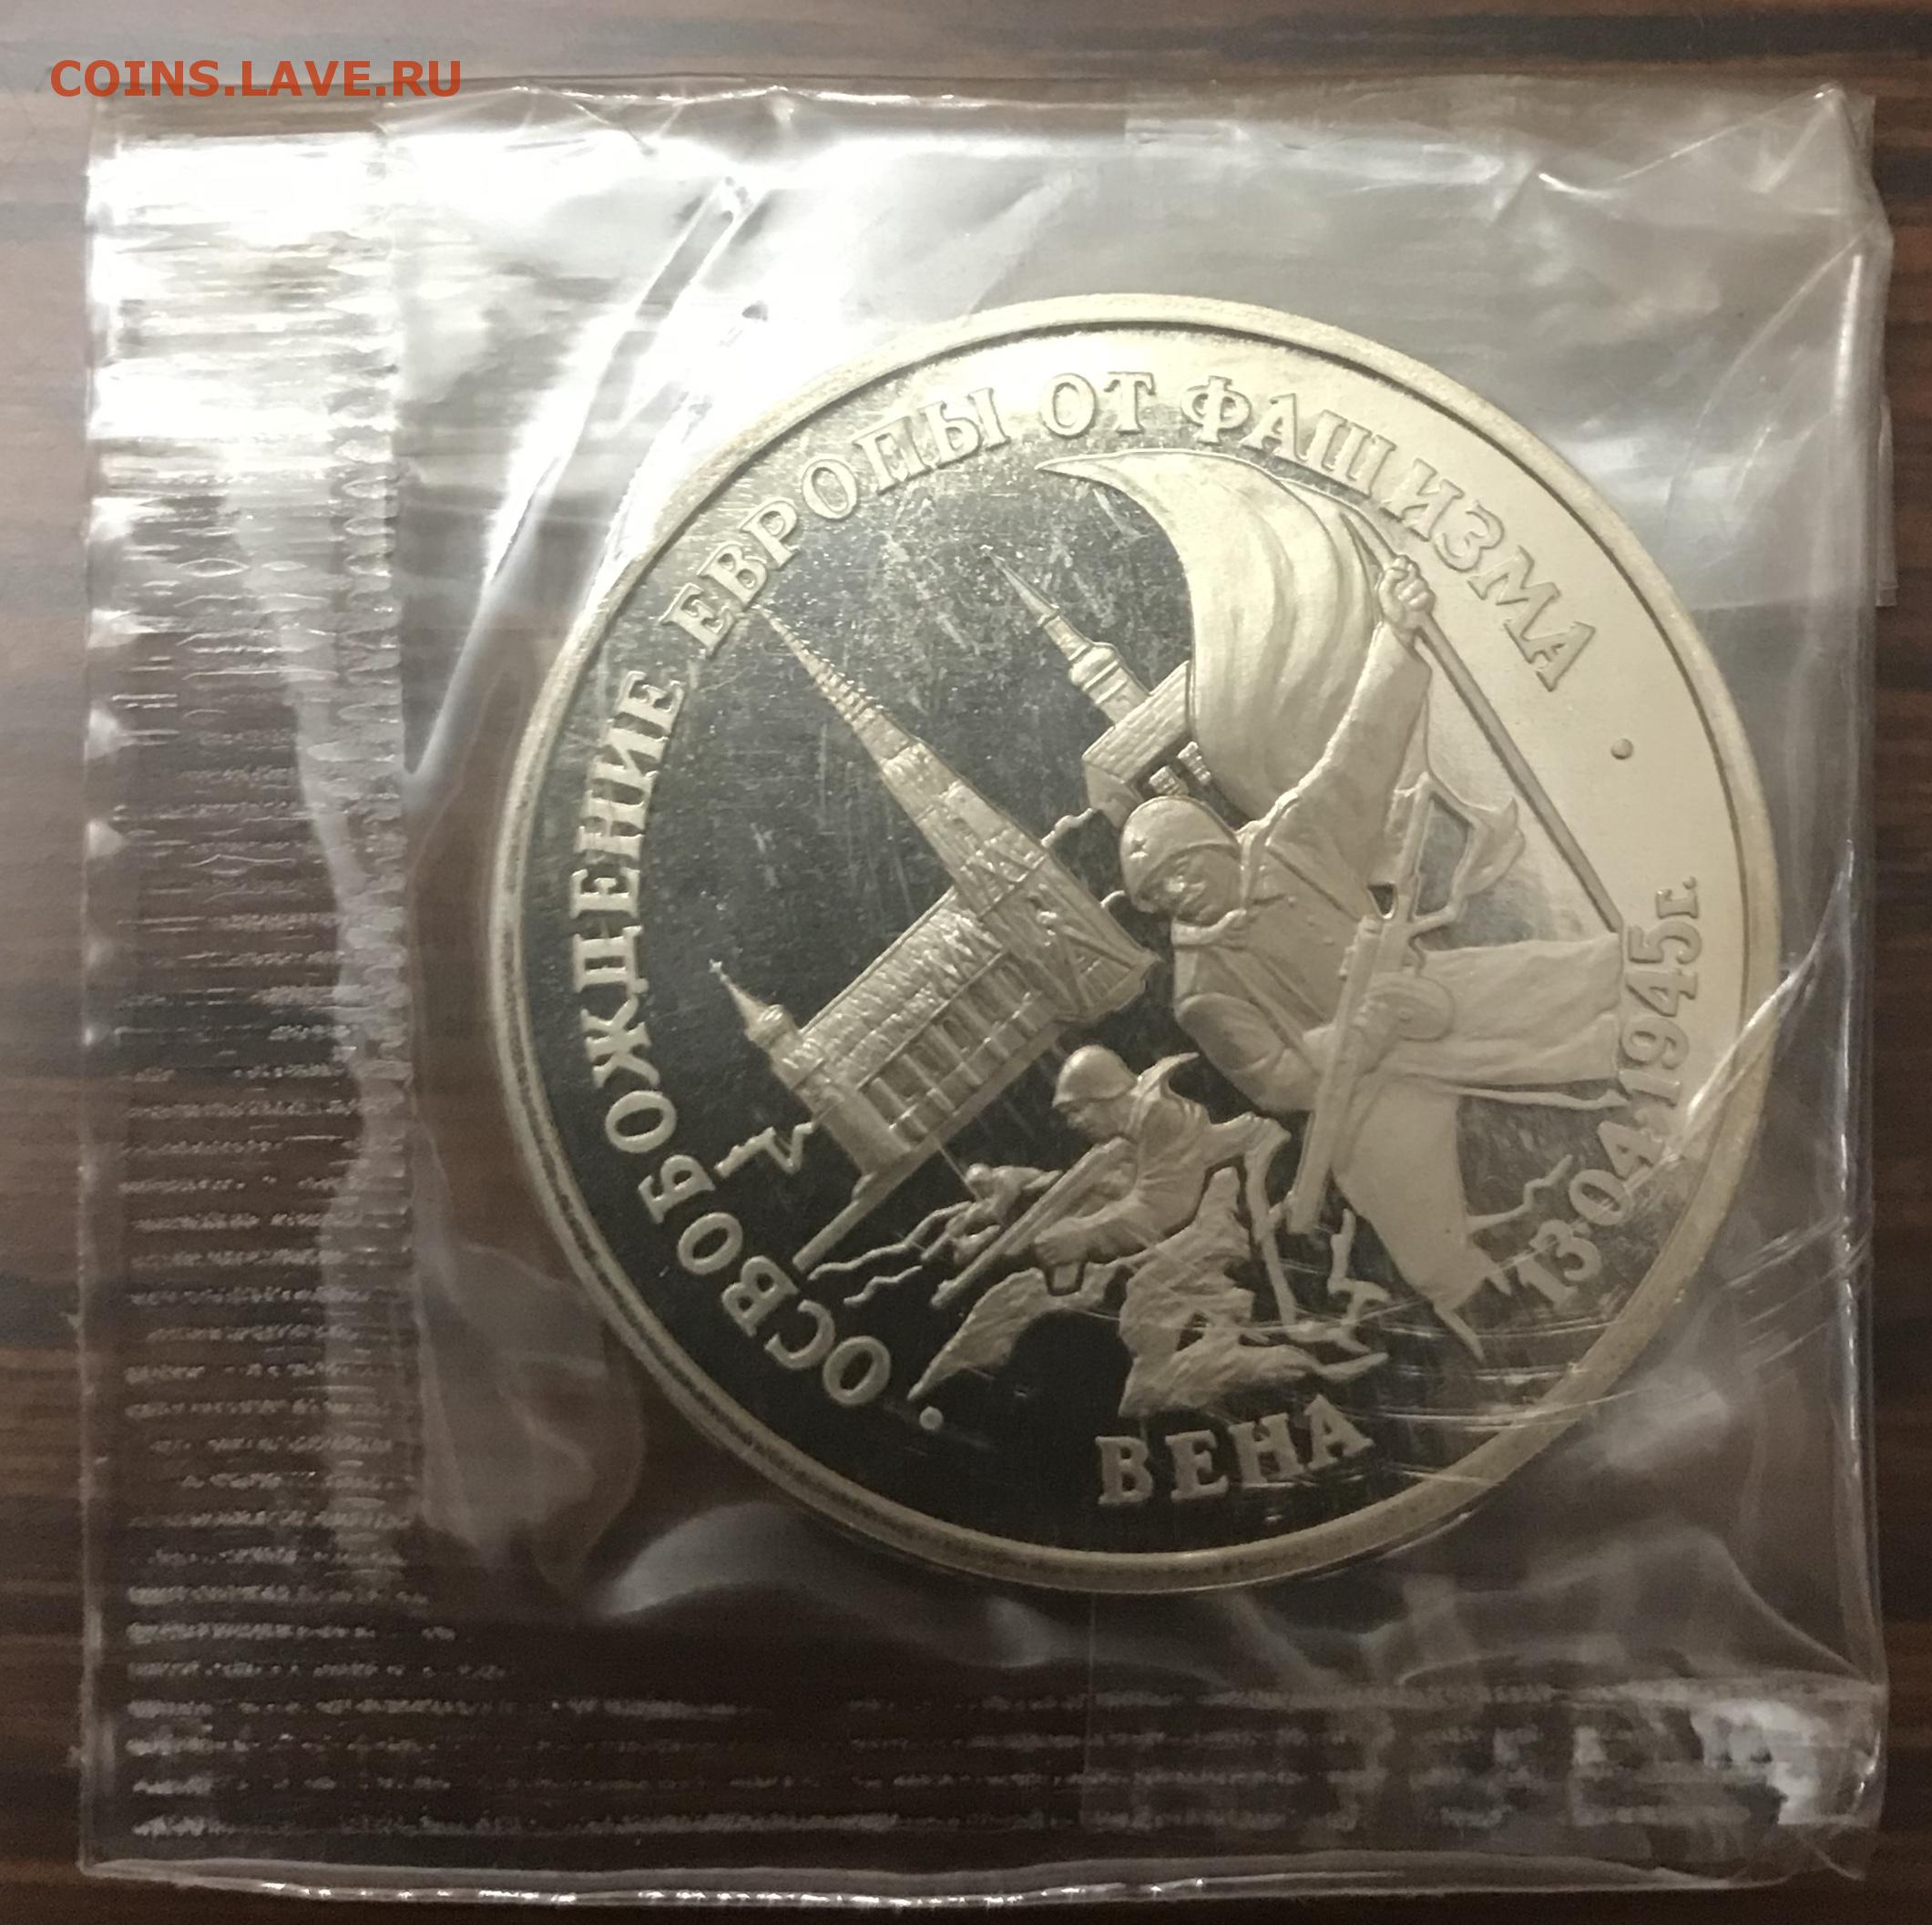 COINS.LAVE.RU
ОСВОБОЖДЕНИЕ ЕВРОПЫ ОТ ФАШИЗМА
13·04·1945г.
ВЕНА